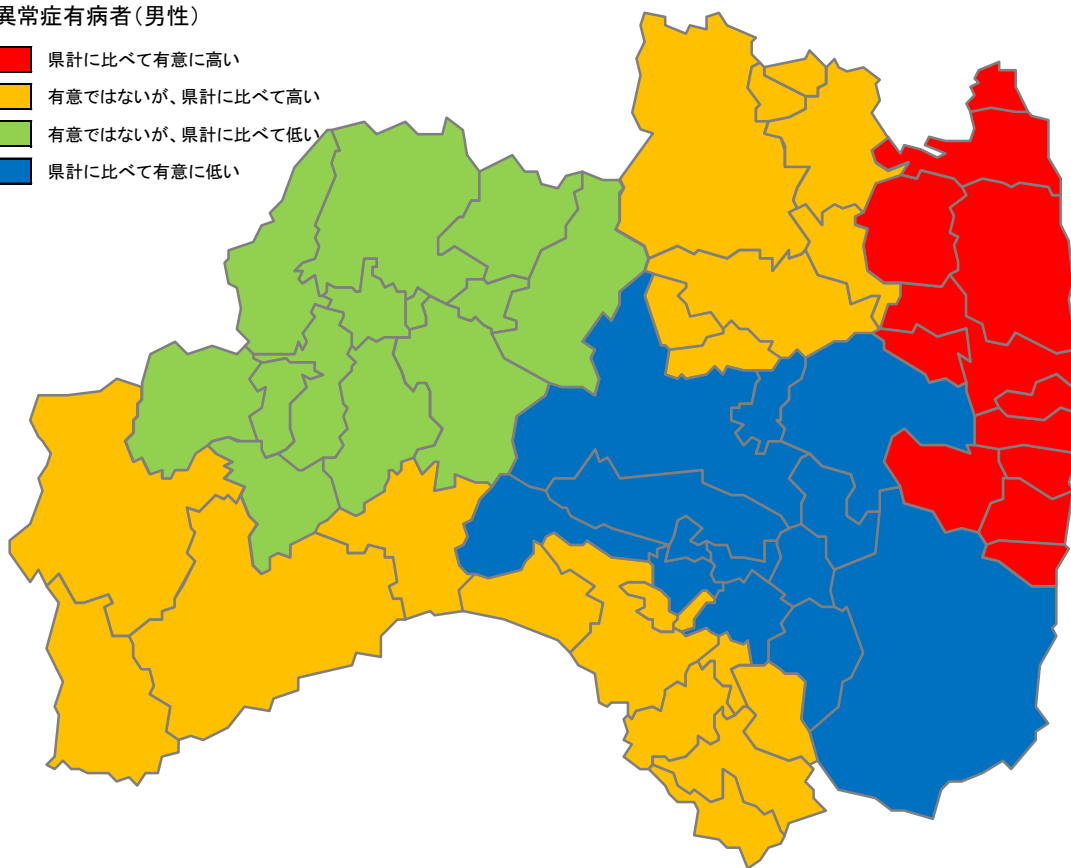 異常症有病者(男性)
県計に比べて有意に高い
有意ではないが、県計に比べて高い
有意ではないが、県計に比べて低い
県計に比べて有意に低い